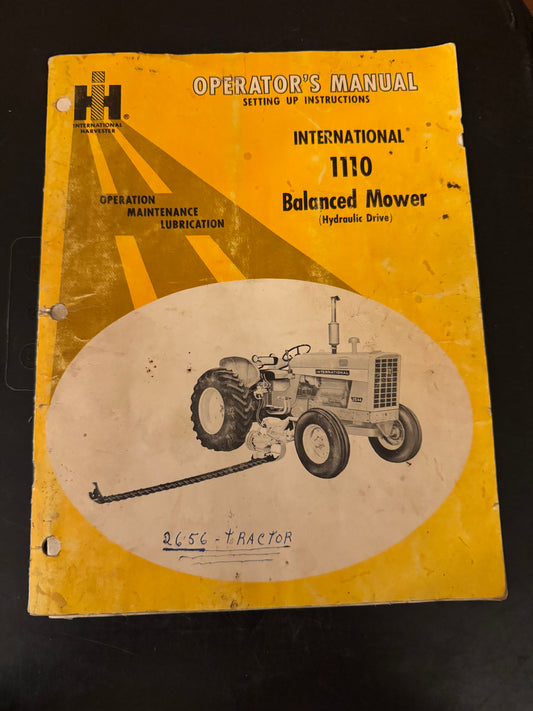 OPERATOR'S MANUAL
SETTING UP INSTRUCTIONS
IH®
INTERNATIONAL
HARVESTER
INTERNATIONAL®
1110
Balanced Mower
(Hydraulic Drive)
OPERATION
MAINTENANCE
LUBRICATION
INTERNATIONAL
2656 - TRACTOR